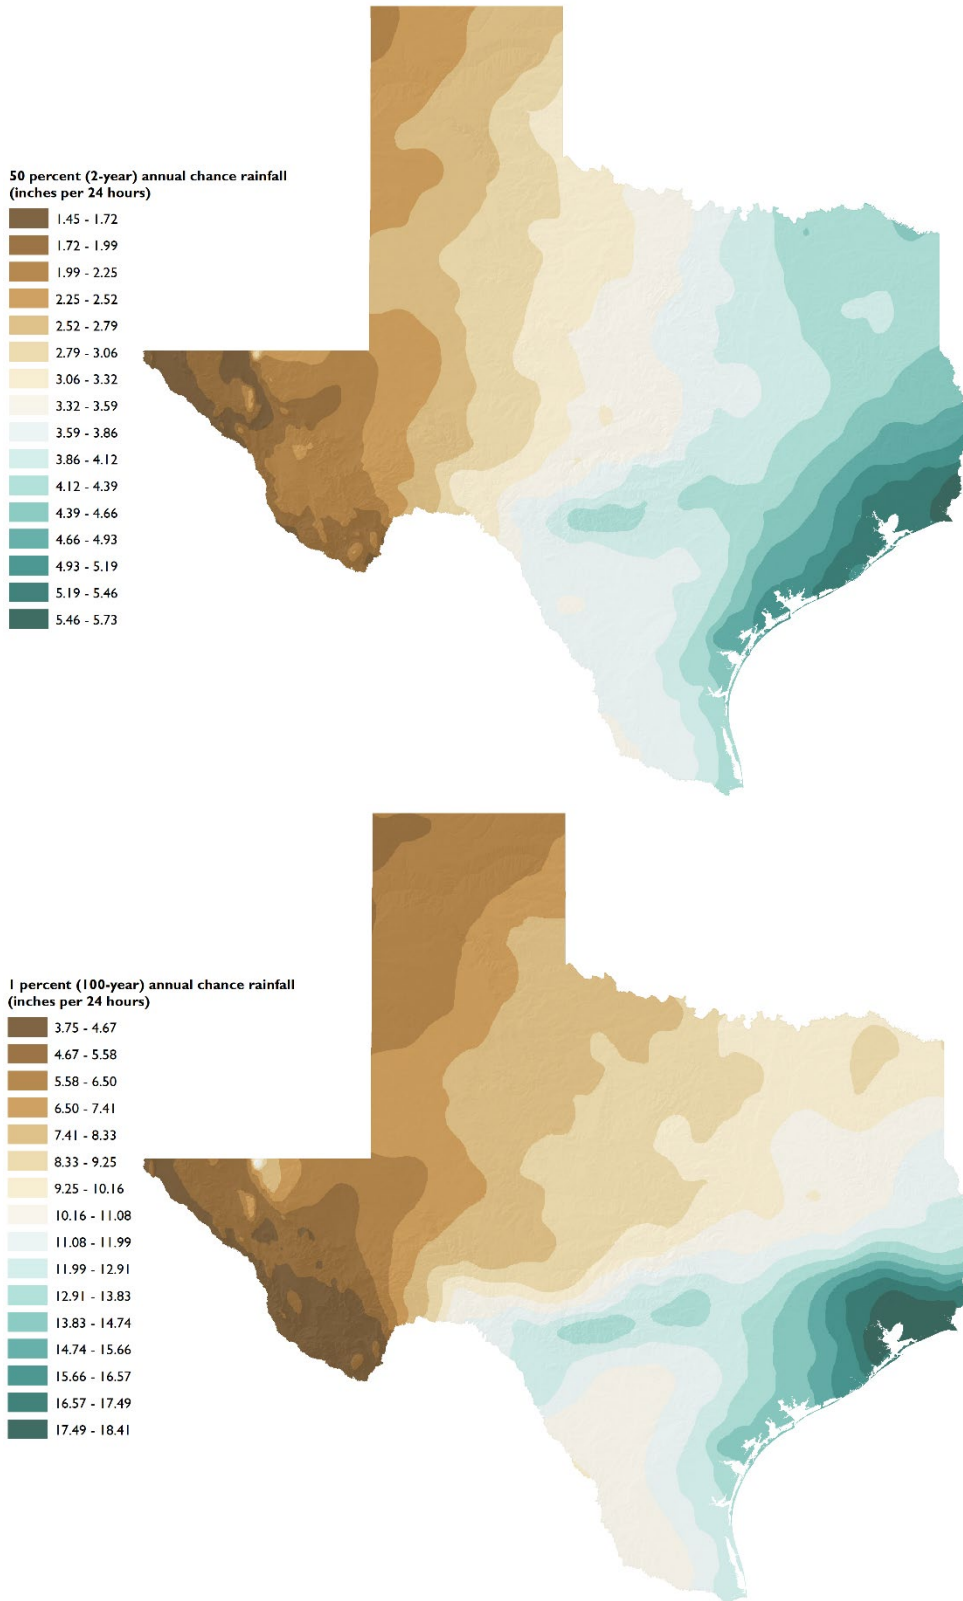 50 percent (2-year) annual chance rainfall
(inches per 24 hours)
1.45 - 1.72
1.72 - 1.99
1.99 - 2.25
2.25 - 2.52
2.52 - 2.79
2.79 - 3.06
3.06 - 3.32
3.32 - 3.59
3.59 - 3.86
3.86 - 4.12
4.12 - 4.39
4.39 - 4.66
4.66 - 4.93
4.93 - 5.19
5.19 - 5.46
5.46 - 5.73
1 percent (100-year) annual chance rainfall
(inches per 24 hours)
3.75 - 4.67
4.67 - 5.58
5.58 - 6.50
6.50 - 7.41
7.41 - 8.33
8.33 - 9.25
9.25 - 10.16
10.16 - 11.08
11.08 - 11.99
11.99 - 12.91
12.91 - 13.83
13.83 - 14.74
14.74 - 15.66
15.66 - 16.57
16.57 - 17.49
17.49 - 18.41